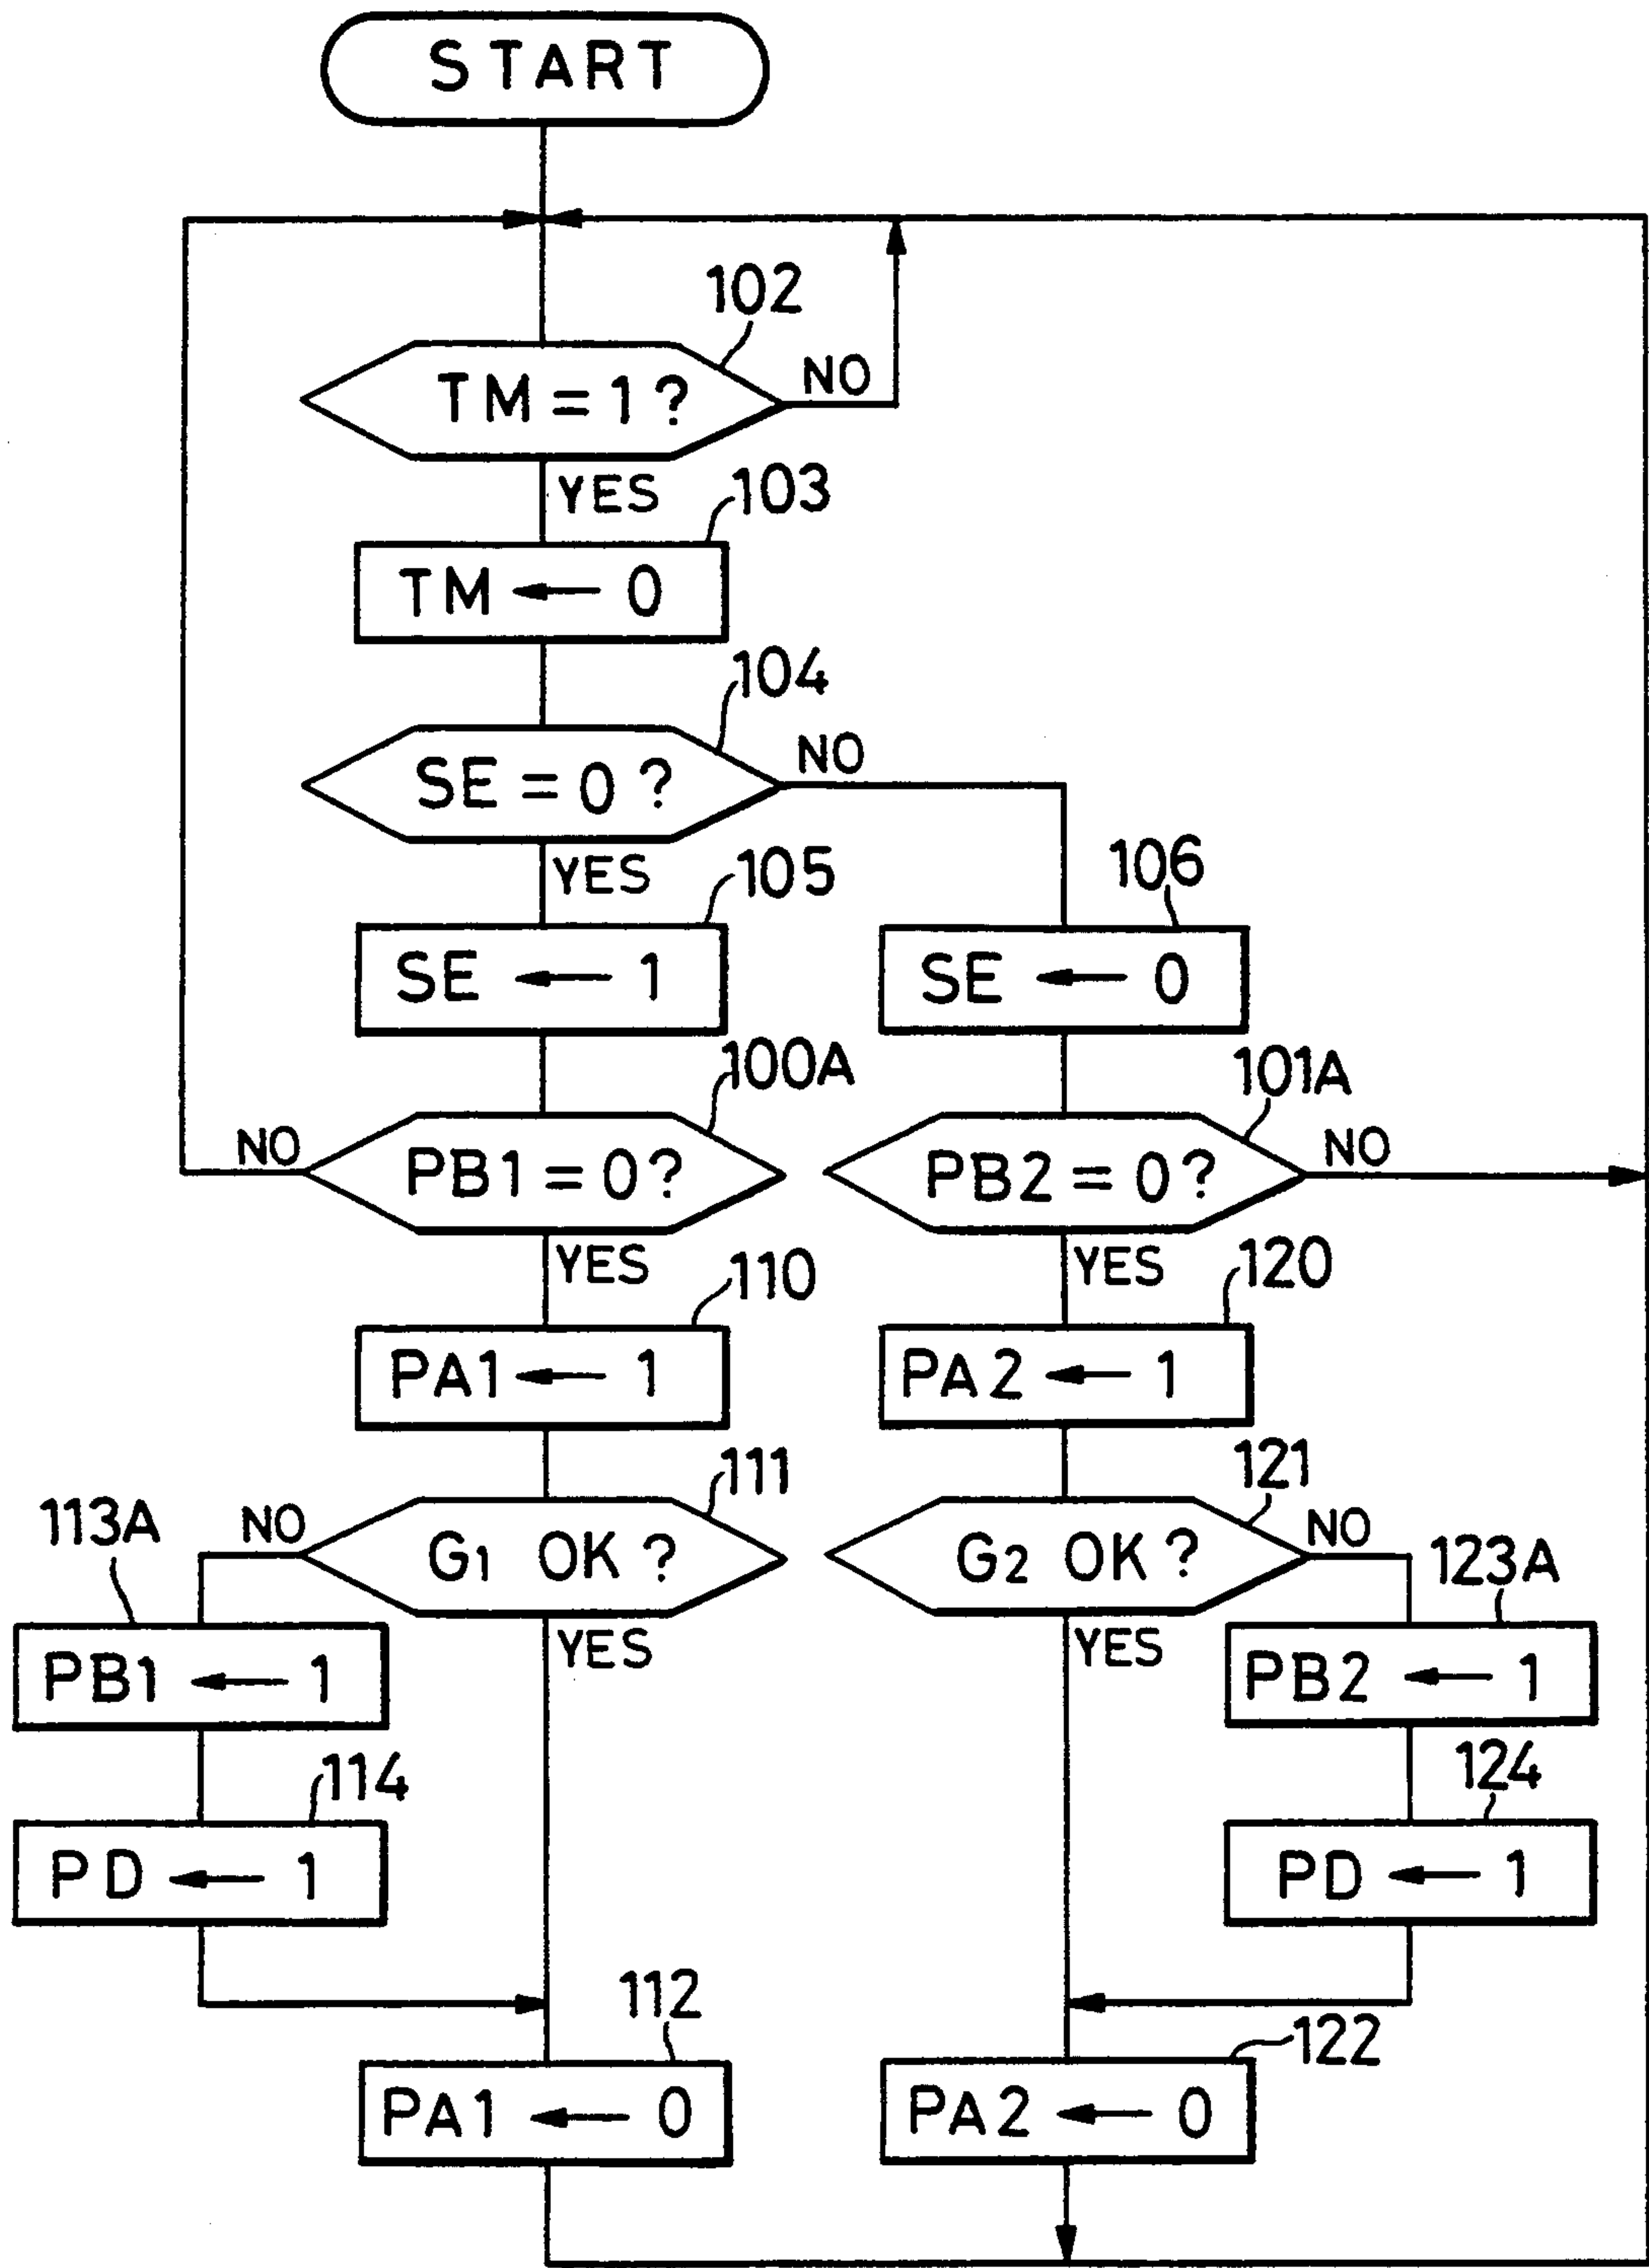 START
102
TM = 1 ?
NO
YES
103
TM ← 0
104
SE = 0 ?
NO
YES
105
SE ← 1
106
SE ← 0
100A
PB1 = 0 ?
NO
YES
101A
PB2 = 0 ?
NO
YES
110
PA1 ← 1
120
PA2 ← 1
111
G1 OK ?
NO
YES
121
G2 OK ?
NO
YES
113A
PB1 ← 1
123A
PB2 ← 1
114
PD ← 1
124
PD ← 1
112
PA1 ← 0
122
PA2 ← 0